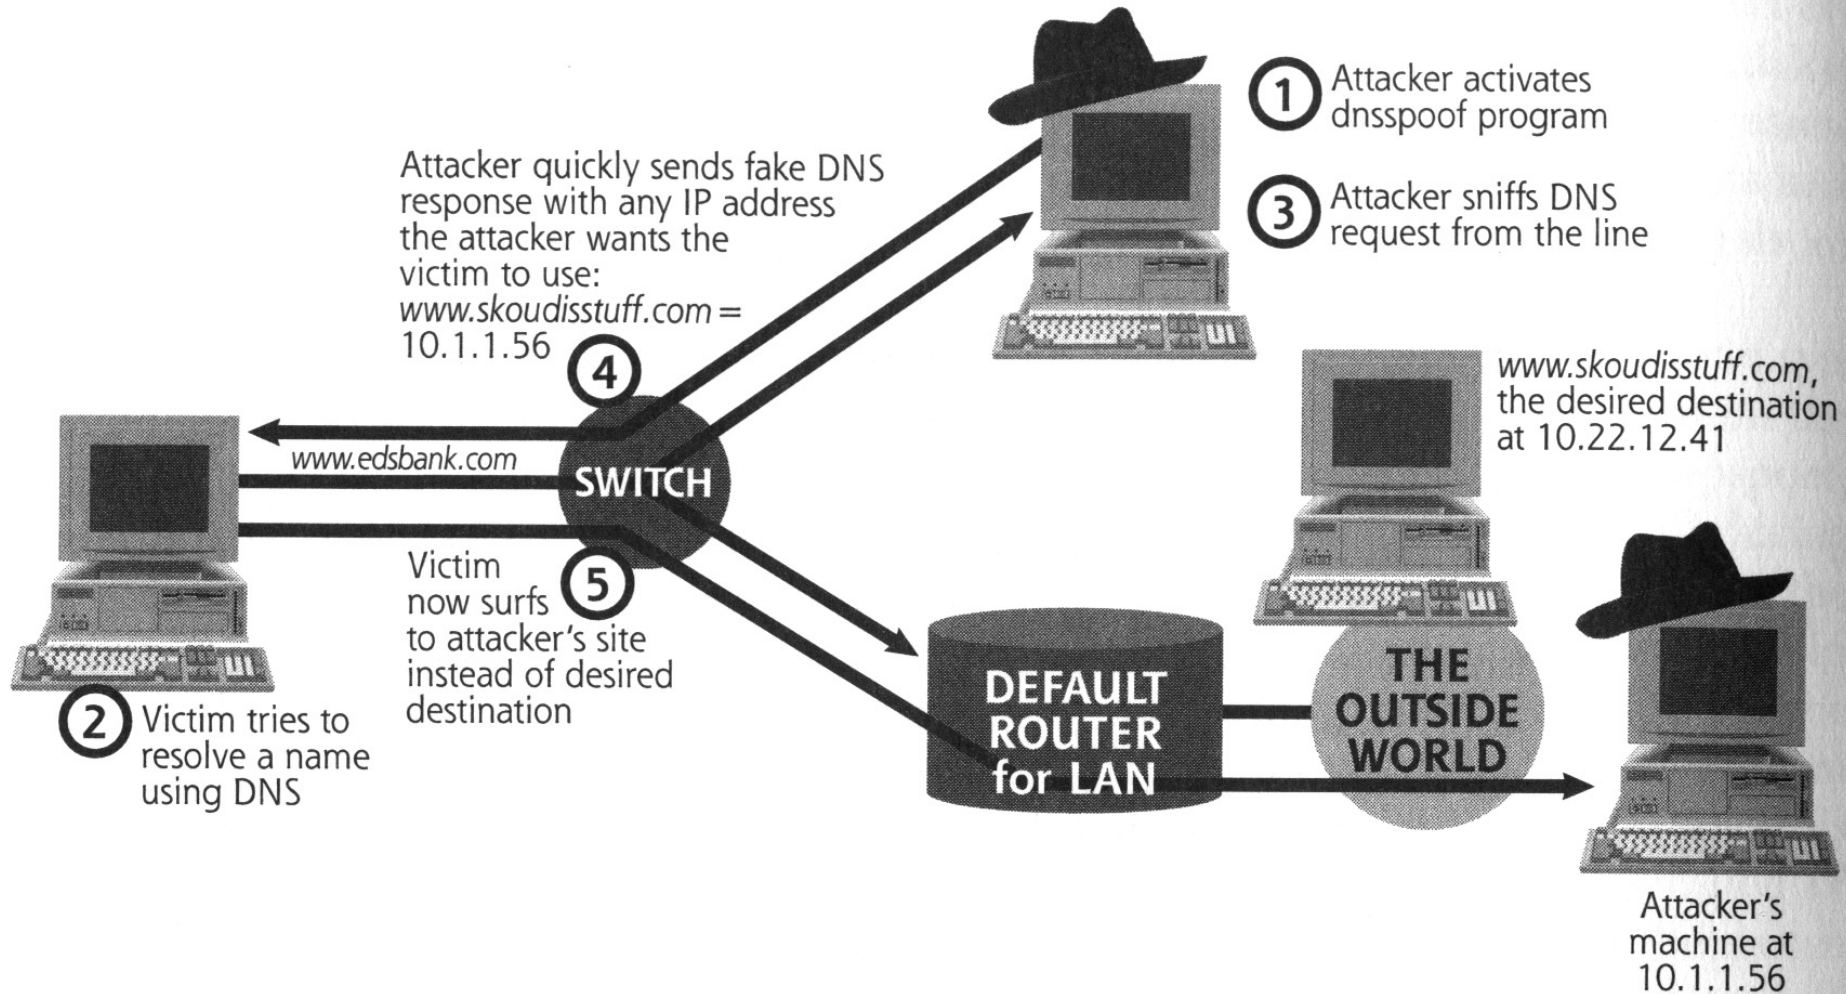 1
Attacker activates
dnsspoof program
Attacker quickly sends fake DNS
response with any IP address
the attacker wants the
victim to use:
www.skoudisstuff.com =
10.1.1.56
4
3
Attacker sniffs DNS
request from the line
www.skoudisstuff.com,
the desired destination
at 10.22.12.41
www.edsbank.com
SWITCH
Victim
now surfs
to attacker's site
instead of desired
destination
5
2
Victim tries to
resolve a name
using DNS
DEFAULT
ROUTER
for LAN
THE
OUTSIDE
WORLD
Attacker's
machine at
10.1.1.56